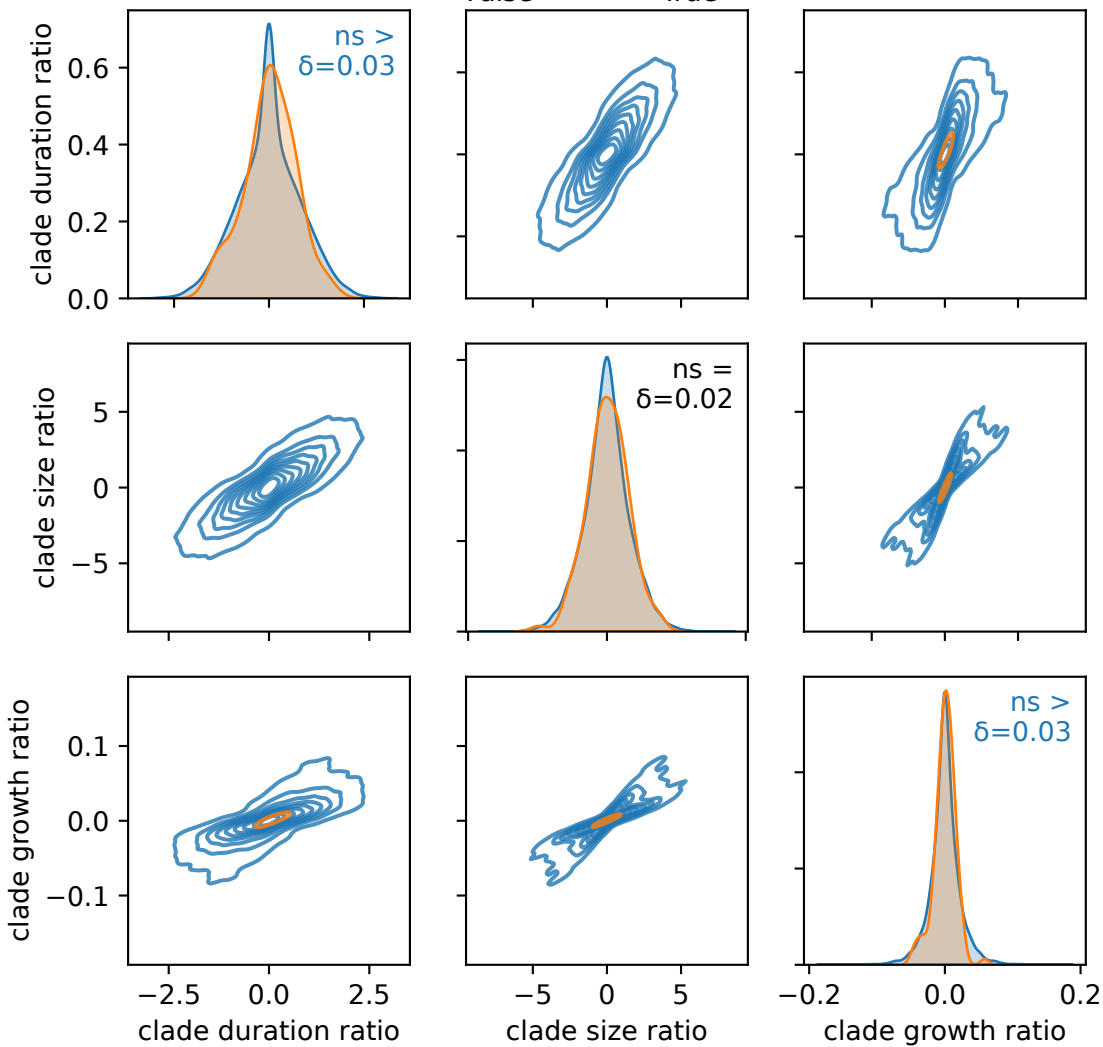 ns >
δ=0.03
clade duration ratio
0.6
0.4
0.2
0.0
ns =
δ=0.02
clade size ratio
5
0
−5
ns >
δ=0.03
clade growth ratio
0.1
0.0
−0.1
−2.5 0.0 2.5
−5 0 5
−0.2 0.0 0.2
clade duration ratio
clade size ratio
clade growth ratio